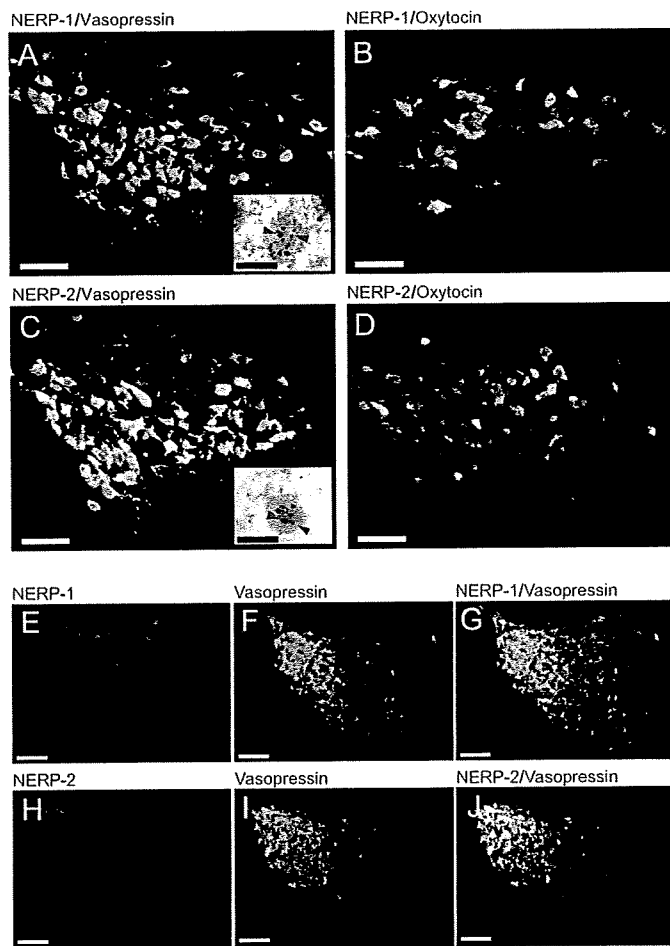 NERP-1/Vasopressin
NERP-1/Oxytocin
A
B
NERP-2/Vasopressin
NERP-2/Oxytocin
C
D
NERP-1
Vasopressin
NERP-1/Vasopressin
E
F
G
NERP-2
Vasopressin
NERP-2/Vasopressin
H
I
J